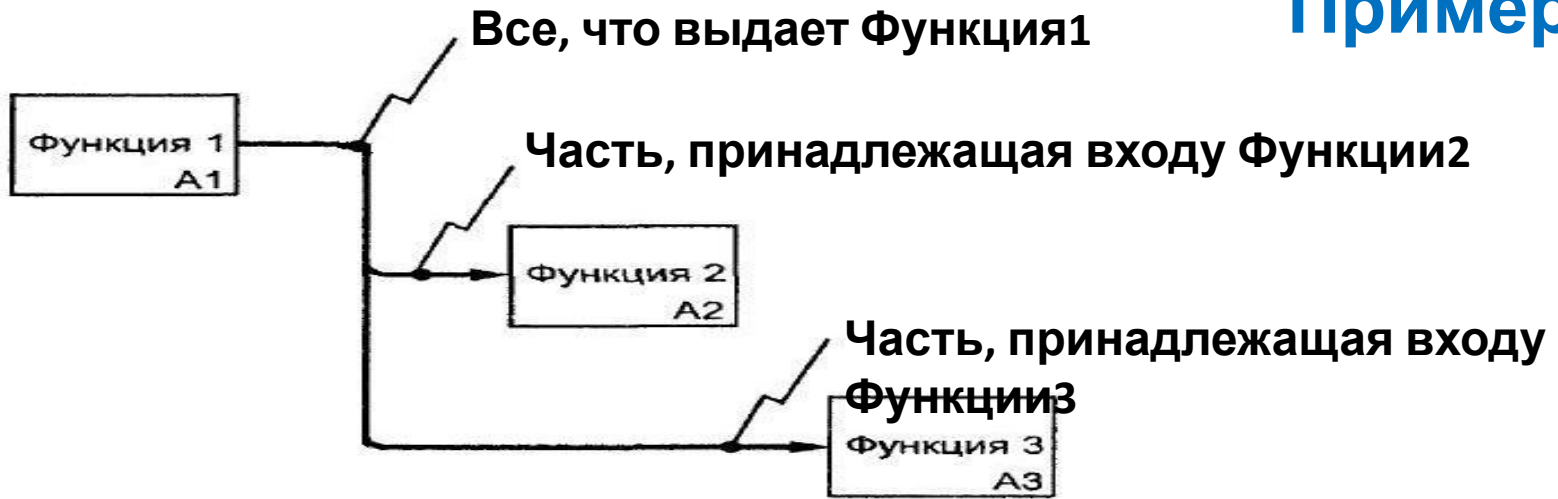 Пример
Все, что выдает Функция1
Функция 1
А1
Часть, принадлежащая входу Функции2
Функция 2
А2
Часть, принадлежащая входу
Функции3
Функция 3
А3